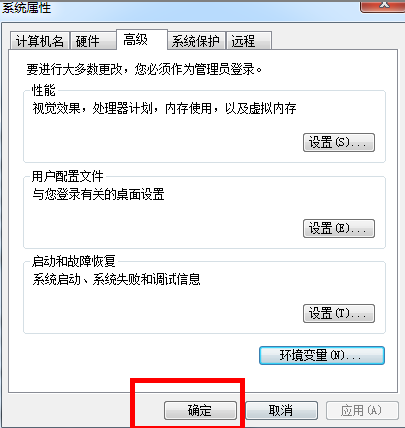 系统属性
计算机名 硬件 高级 系统保护 远程
要进行大多数更改，您必须作为管理员登录。
性能
视觉效果，处理器计划，内存使用，以及虚拟内存
设置(S)...
用户配置文件
与您登录有关的桌面设置
设置(E)...
启动和故障恢复
系统启动、系统失败和调试信息
设置(T)...
环境变量(N)...
确定 取消 应用(A)